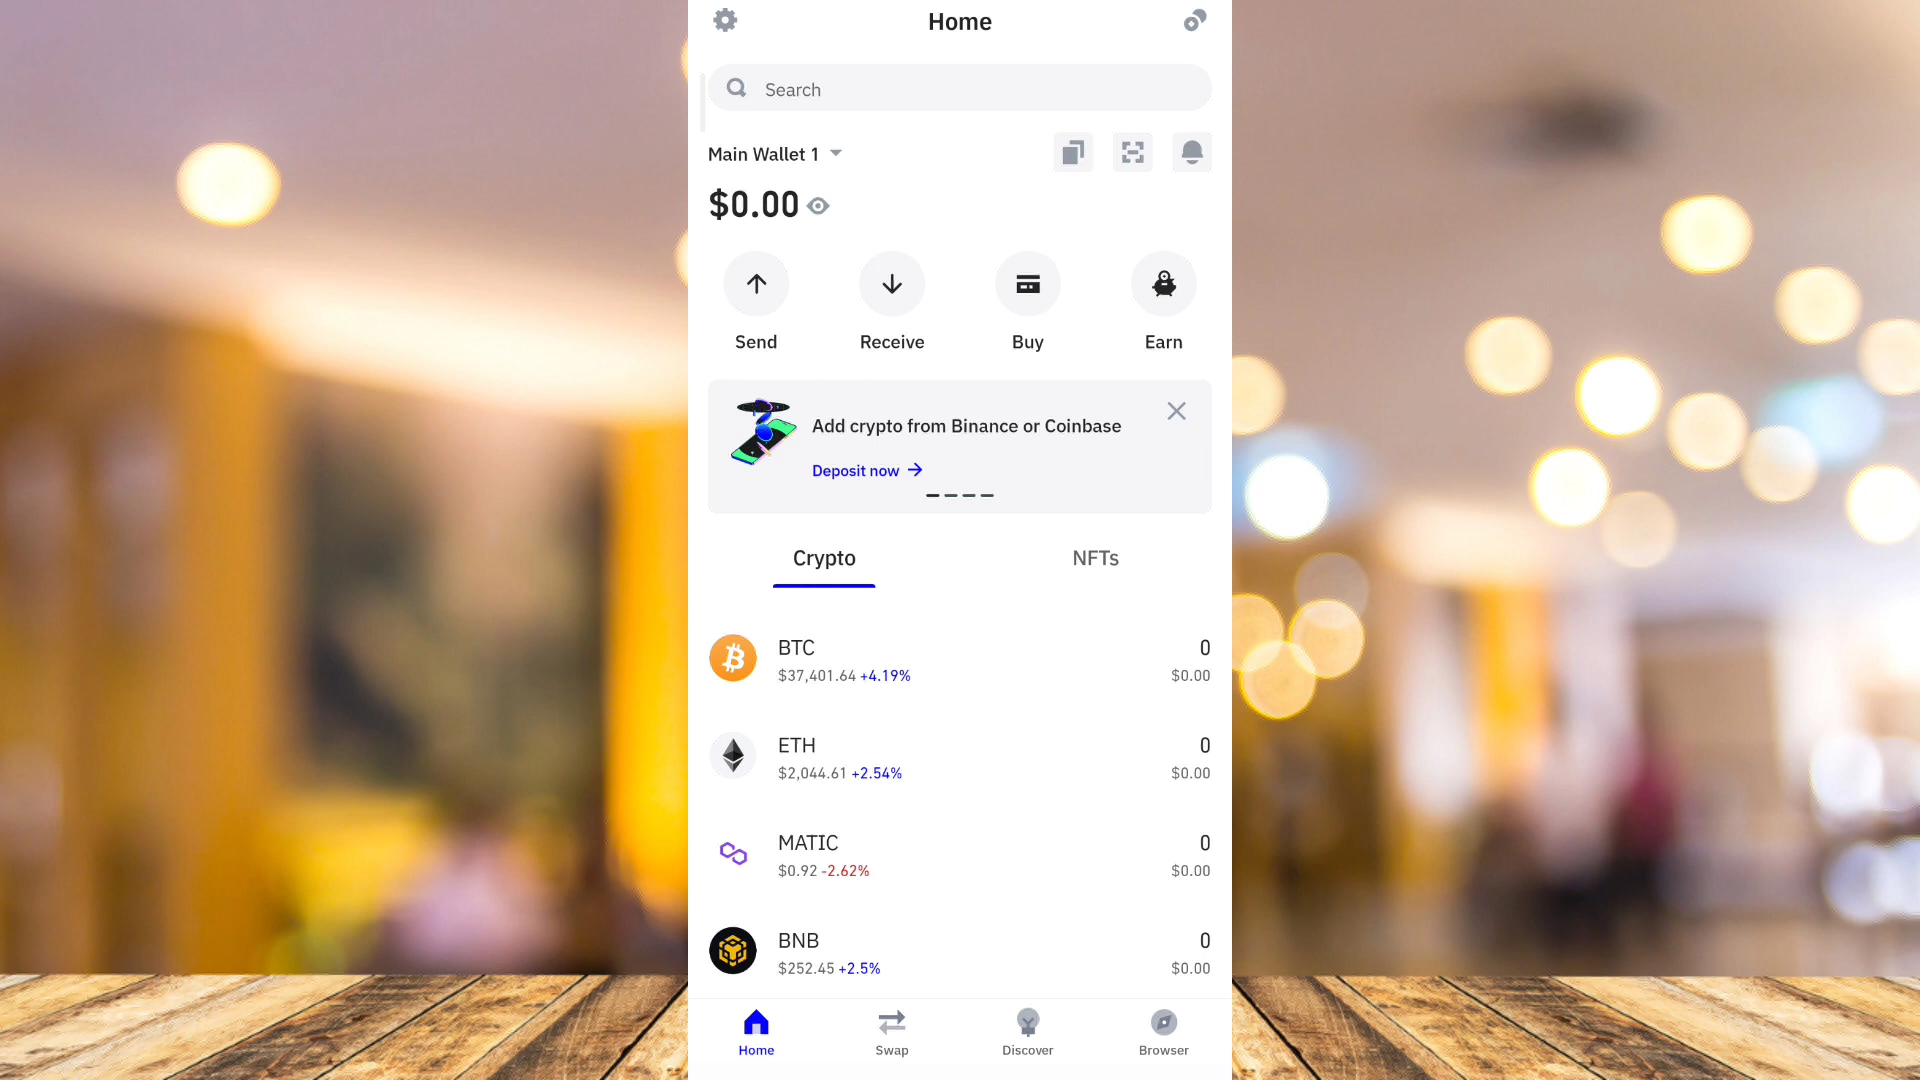 Home
Search
Main Wallet 1
$0.00
Send Receive Buy Earn
Add crypto from Binance or Coinbase
Deposit now →
Crypto NFTs
BTC 0
$37,401.64 +4.19% $0.00
ETH 0
$2,044.61 +2.54% $0.00
MATIC 0
$0.92 -2.62% $0.00
BNB 0
$252.45 +2.5% $0.00
Home Swap Discover Browser